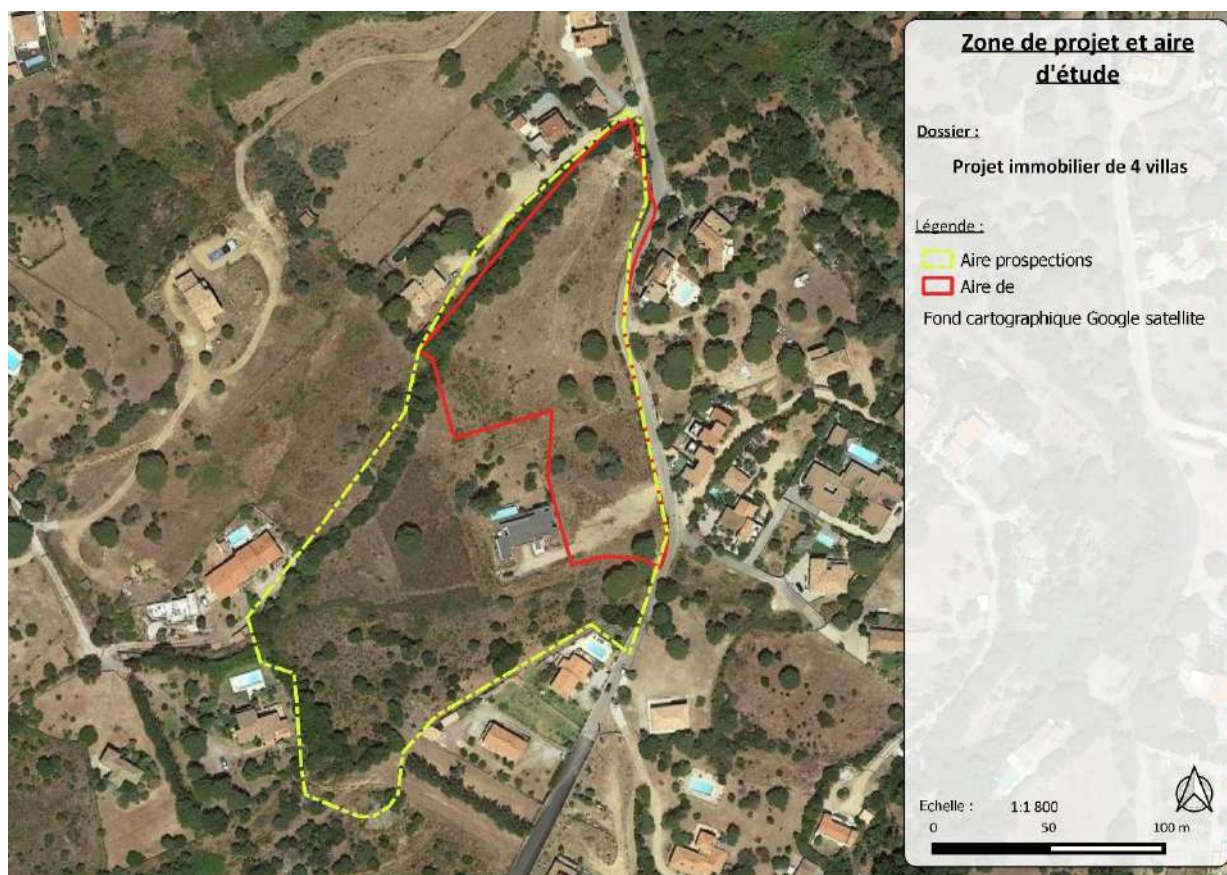 Zone de projet et aire
d'étude
Dossier :
Projet immobilier de 4 villas
Légende :
Aire prospections
Aire de
Fond cartographique Google satellite
Echelle : 1:1 800
0 50 100 m